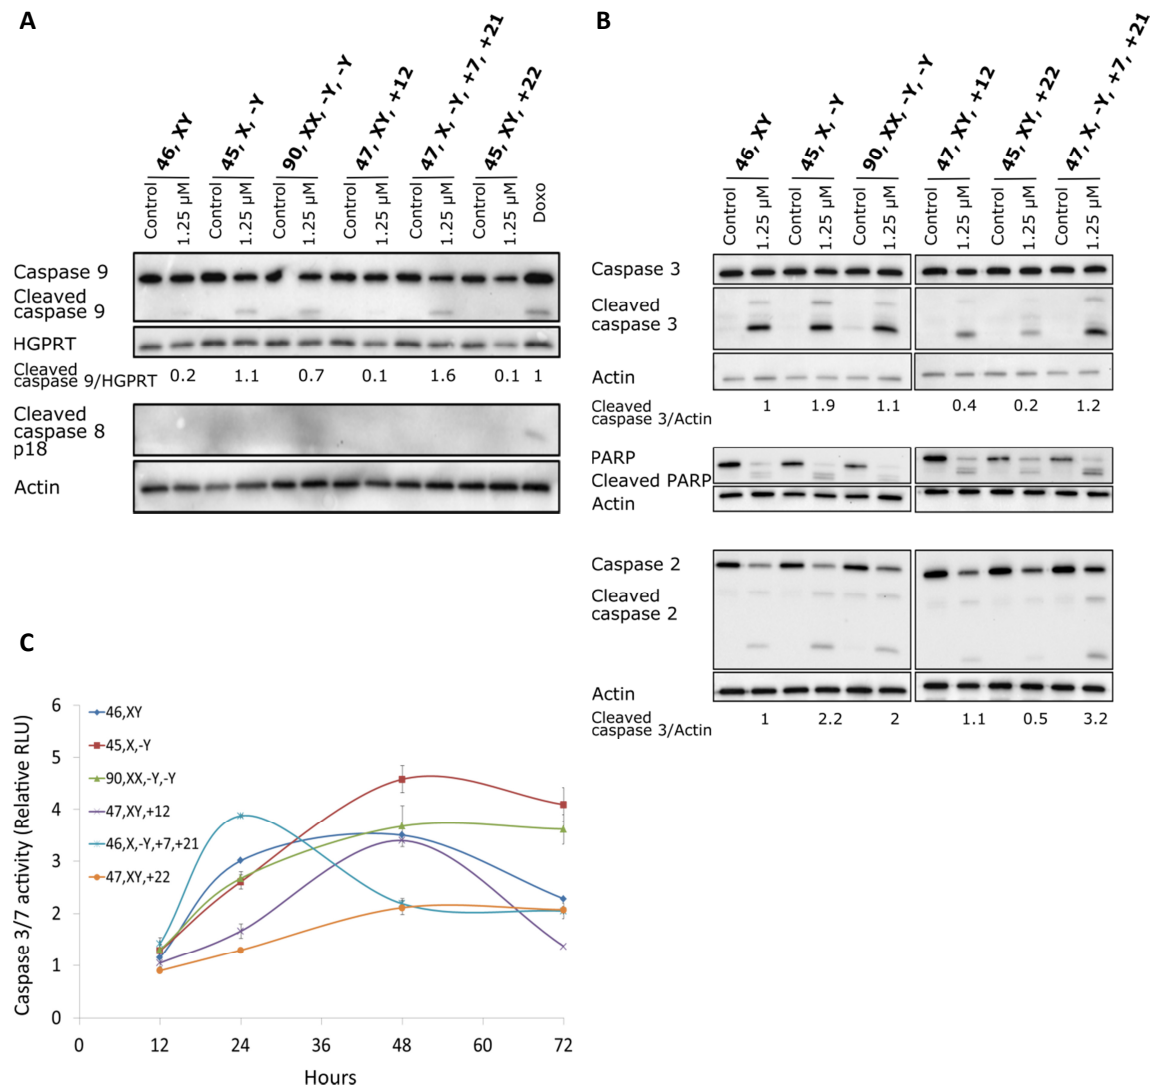 A
46, XY
45, X, -Y
90, XX, -Y, -Y
47, XY, +12
47, X, -Y, +7, +21
45, XY, +22
Control
1.25 µM
Control
1.25 µM
Control
1.25 µM
Control
1.25 µM
Control
1.25 µM
Control
1.25 µM
Doxo
Caspase 9
Cleaved
caspase 9
HGPRT
Cleaved
caspase 9/HGPRT
0.2 1.1 0.7 0.1 1.6 0.1 1
Cleaved
caspase 8
p18
Actin
B
46, XY
45, X, -Y
90, XX, -Y, -Y
47, XY, +12
45, XY, +22
47, X, -Y, +7, +21
Control
1.25 µM
Control
1.25 µM
Control
1.25 µM
Control
1.25 µM
Control
1.25 µM
Control
1.25 µM
Caspase 3
Cleaved
caspase 3
Actin
Cleaved
caspase 3/Actin
1 1.9 1.1 0.4 0.2 1.2
PARP
Cleaved PARP
Actin
Caspase 2
Cleaved
caspase 2
Actin
Cleaved
caspase 3/Actin
1 2.2 2 1.1 0.5 3.2
C
Caspase 3/7 activity (Relative RLU)
6
5
4
3
2
1
0
46,XY
45,X,-Y
90,XX,-Y,-Y
47,XY,+12
46,X,-Y,+7,+21
47,XY,+22
0 12 24 36 48 60 72
Hours